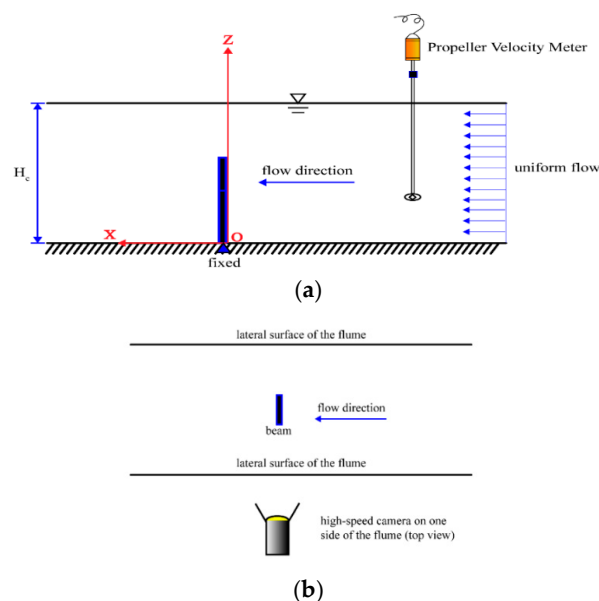 Z
Propeller Velocity Meter
H_c
flow direction
uniform flow
X
O
fixed
(a)
lateral surface of the flume
flow direction
beam
lateral surface of the flume
high-speed camera on one
side of the flume (top view)
(b)